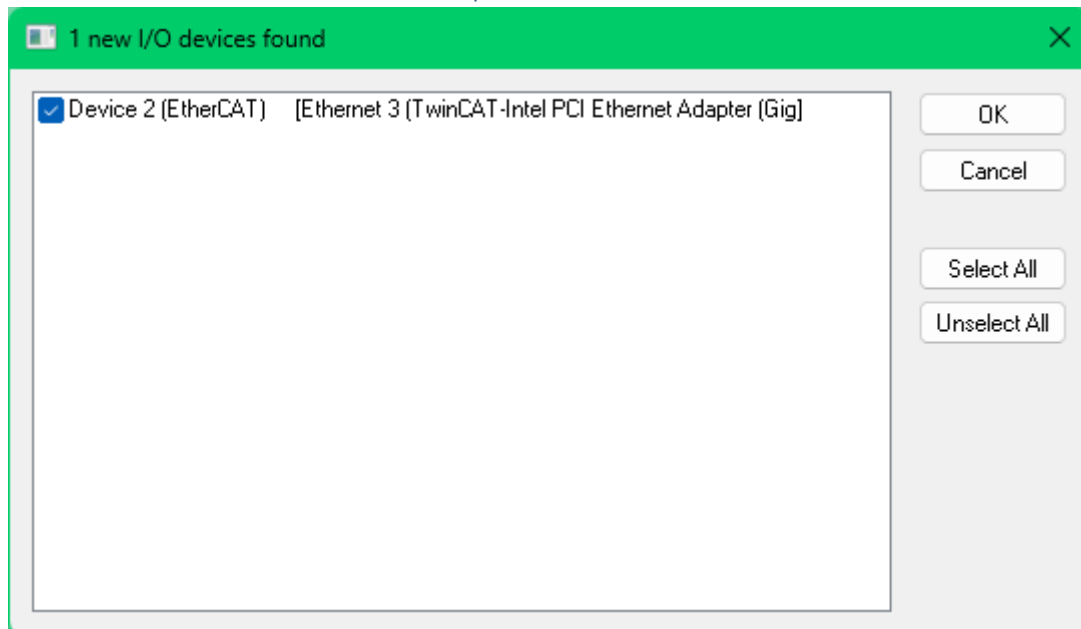 1 new I/O devices found
Device 2 (EtherCAT) [Ethernet 3 (TwinCAT-Intel PCI Ethernet Adapter (Gig]
OK
Cancel
Select All
Unselect All